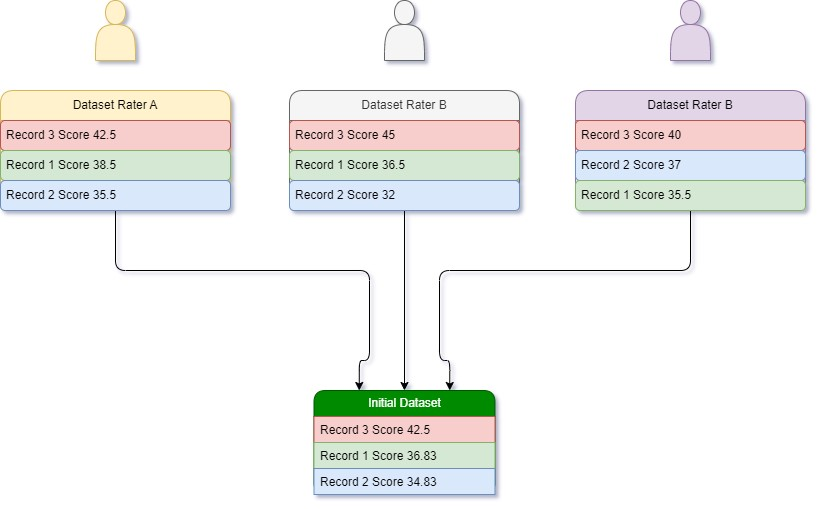 Dataset Rater A
Record 3 Score 42.5
Record 1 Score 38.5
Record 2 Score 35.5
Dataset Rater B
Record 3 Score 45
Record 1 Score 36.5
Record 2 Score 32
Dataset Rater B
Record 3 Score 40
Record 2 Score 37
Record 1 Score 35.5
Initial Dataset
Record 3 Score 42.5
Record 1 Score 36.83
Record 2 Score 34.83